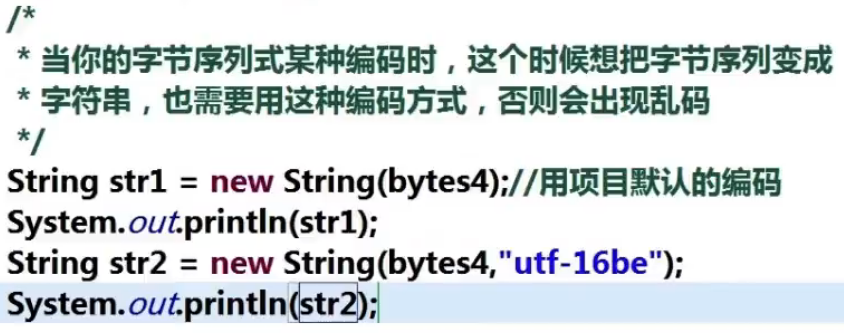 /*
* 当你的字节序列式某种编码时，这个时候想把字节序列变成
* 字符串，也需要用这种编码方式，否则会出现乱码
*/
String str1 = new String(bytes4);//用项目默认的编码
System.out.println(str1);
String str2 = new String(bytes4,"utf-16be");
System.out.println(str2);